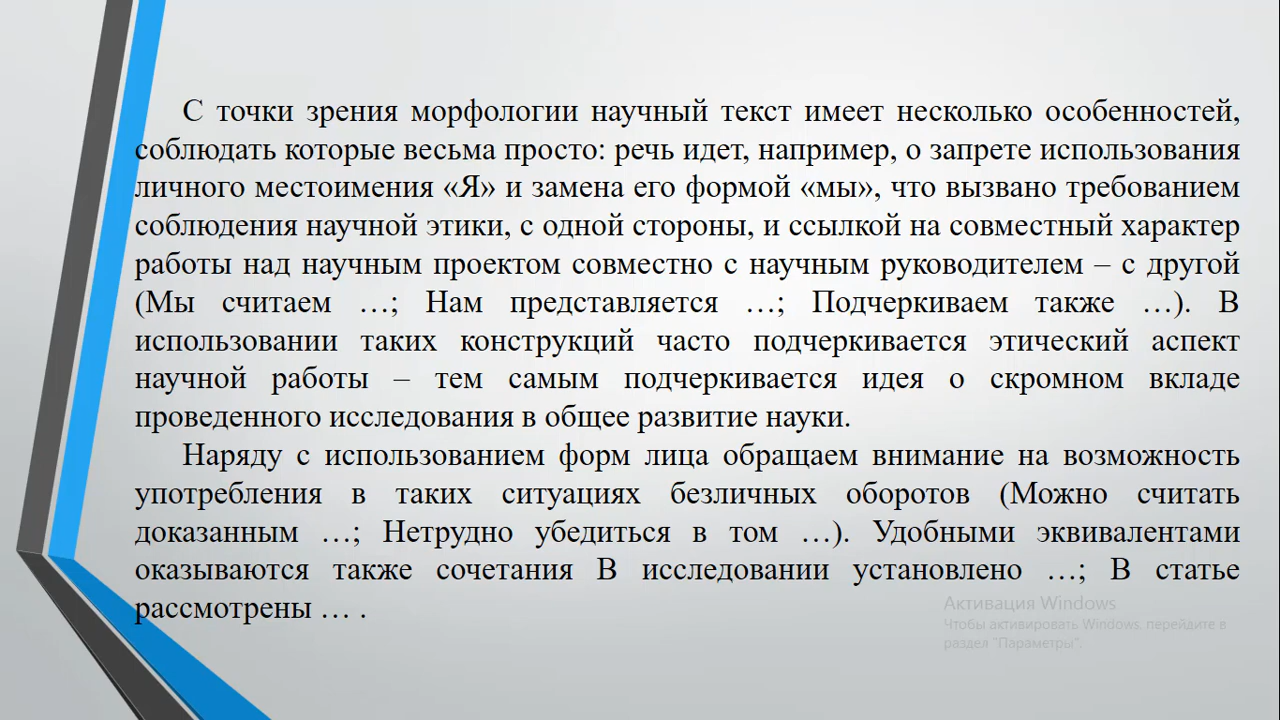 С точки зрения морфологии научный текст имеет несколько особенностей,
соблюдать которые весьма просто: речь идет, например, о запрете использования
личного местоимения «Я» и замена его формой «мы», что вызвано требованием
соблюдения научной этики, с одной стороны, и ссылкой на совместный характер
работы над научным проектом совместно с научным руководителем – с другой
(Мы считаем …; Нам представляется …; Подчеркиваем также …). В
использовании таких конструкций часто подчеркивается этический аспект
научной работы – тем самым подчеркивается идея о скромном вкладе
проведенного исследования в общее развитие науки.
Наряду с использованием форм лица обращаем внимание на возможность
употребления в таких ситуациях безличных оборотов (Можно считать
доказанным …; Нетрудно убедиться в том …). Удобными эквивалентами
оказываются также сочетания В исследовании установлено …; В статье
рассмотрены … .
Активация Windows
Чтобы активировать Windows, перейдите в
раздел "Параметры".